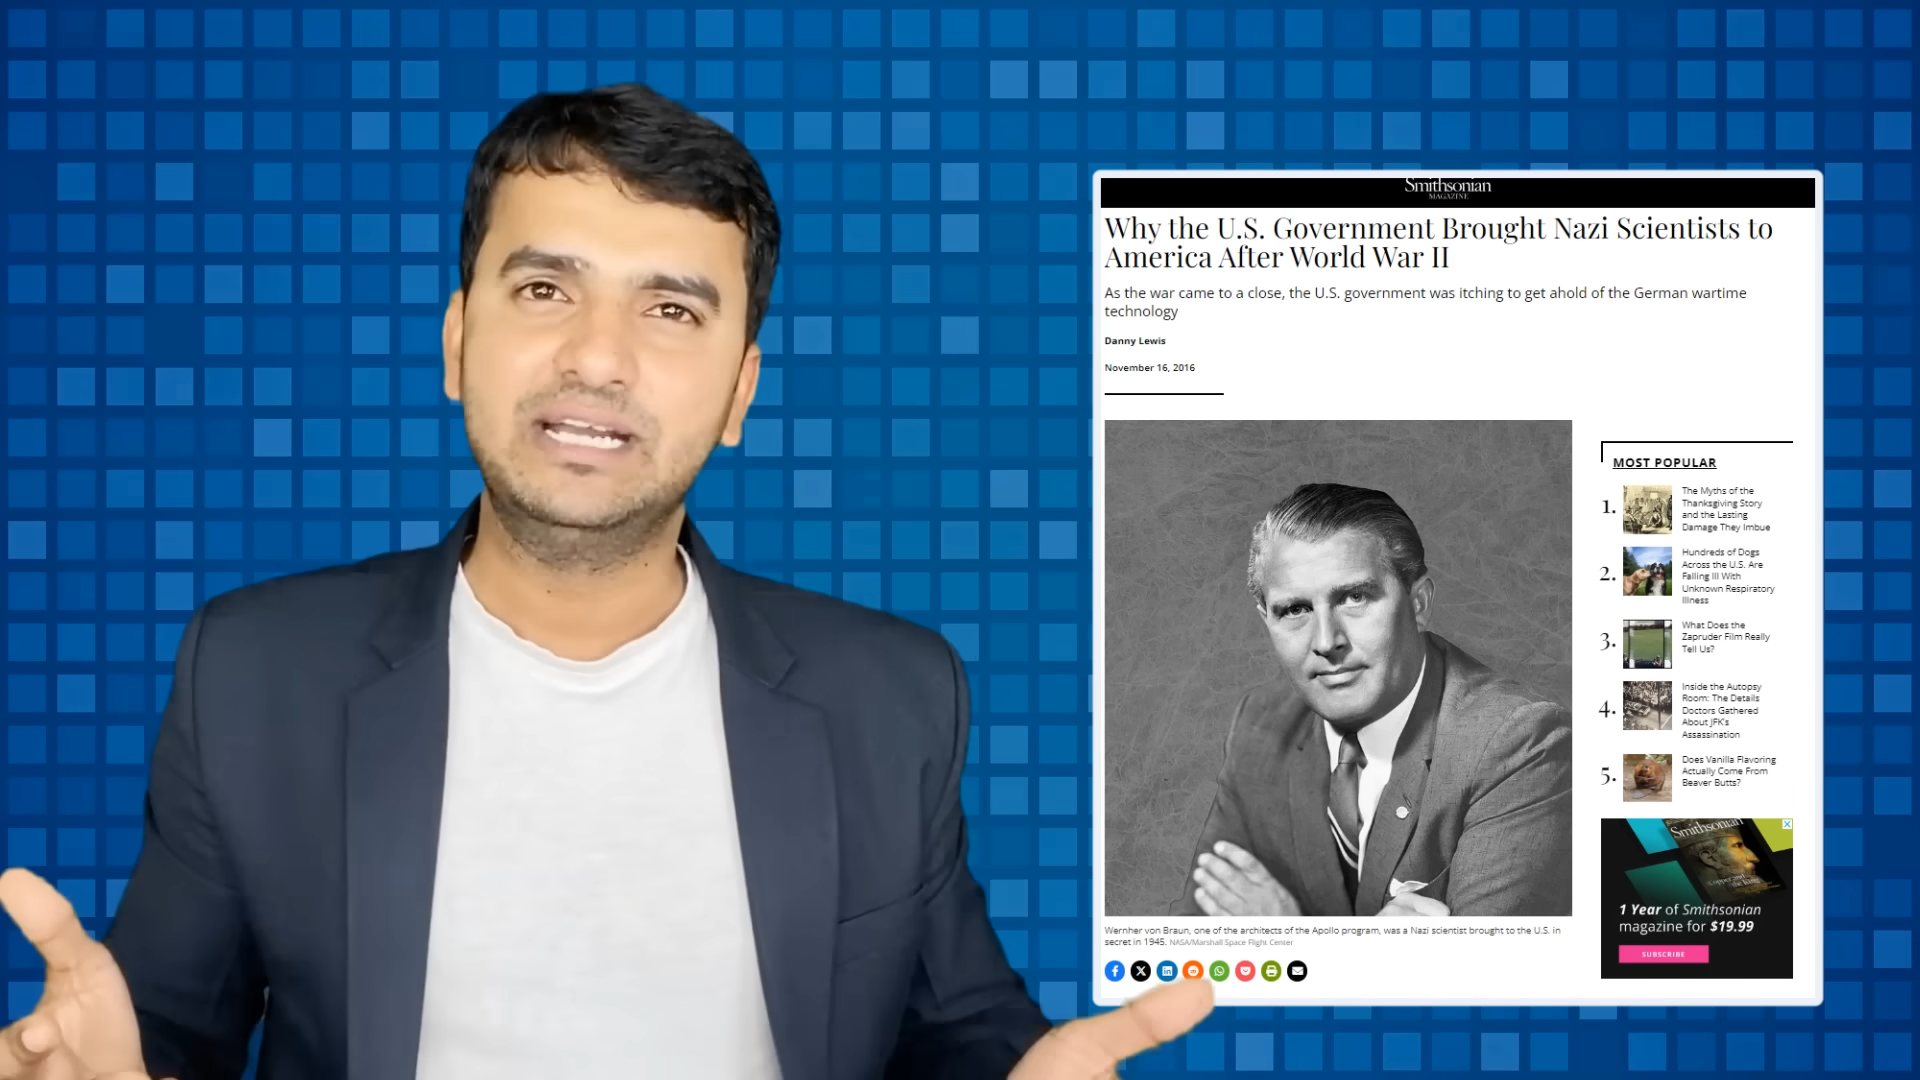 Smithsonian
MAGAZINE
Why the U.S. Government Brought Nazi Scientists to
America After World War II
As the war came to a close, the U.S. government was itching to get ahold of the German wartime
technology
Danny Lewis
November 16, 2016
Wernher von Braun, one of the architects of the Apollo program, was a Nazi scientist brought to the U.S. in
secret in 1945. NASA/Marshall Space Flight Center
MOST POPULAR
1.
The Myths of the
Thanksgiving Story
and the Lasting
Damage They Imbue
2.
Hundreds of Dogs
Across the U.S. Are
Falling Ill With
Unknown Respiratory
Illness
3.
What Does the
Zapruder Film Really
Tell Us?
4.
Inside the Autopsy
Room: The Details
Doctors Gathered
About JFK's
Assassination
5.
Does Vanilla Flavoring
Actually Come From
Beaver Butts?
Smithsonian
1 Year of Smithsonian
magazine for $19.99
SUBSCRIBE